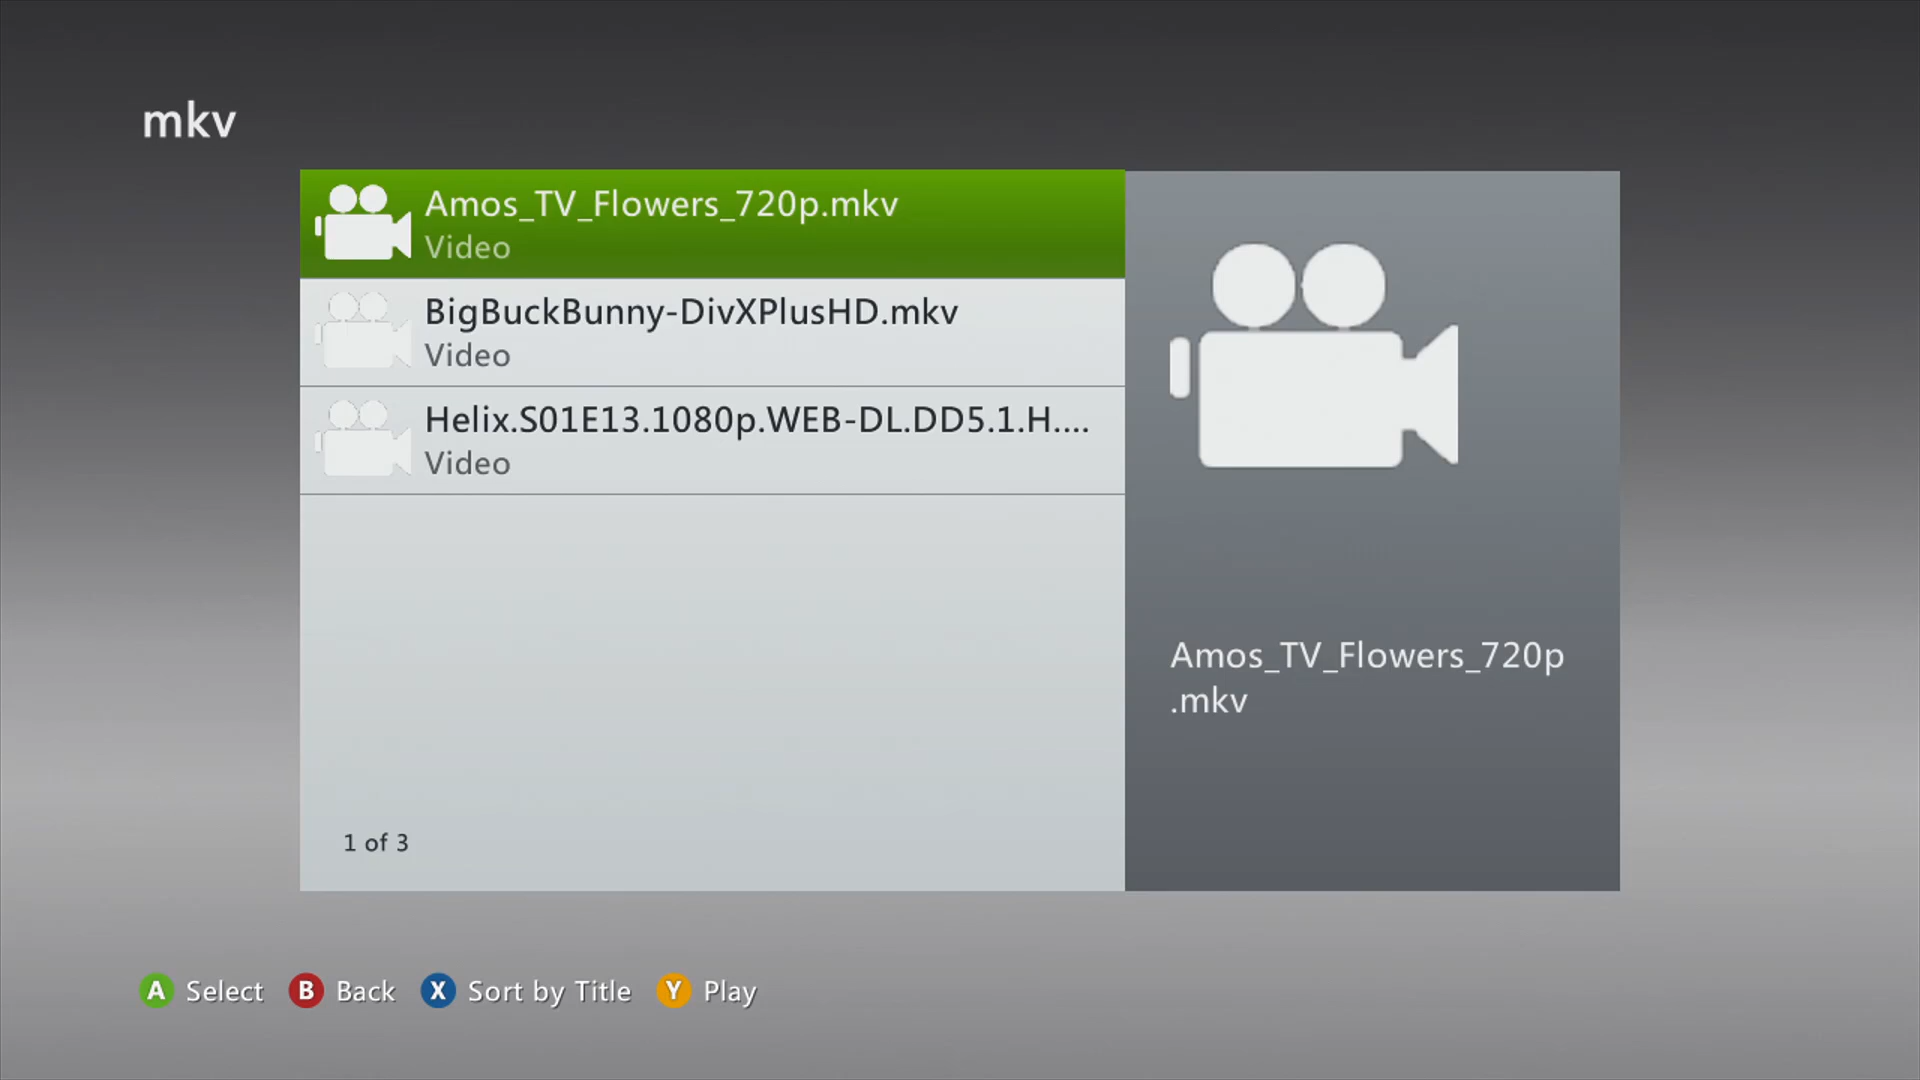 mkv
Amos_TV_Flowers_720p.mkv
Video
BigBuckBunny-DivXPlusHD.mkv
Video
Helix.S01E13.1080p.WEB-DL.DD5.1.H....
Video
Amos_TV_Flowers_720p
.mkv
1 of 3
A Select B Back X Sort by Title Y Play